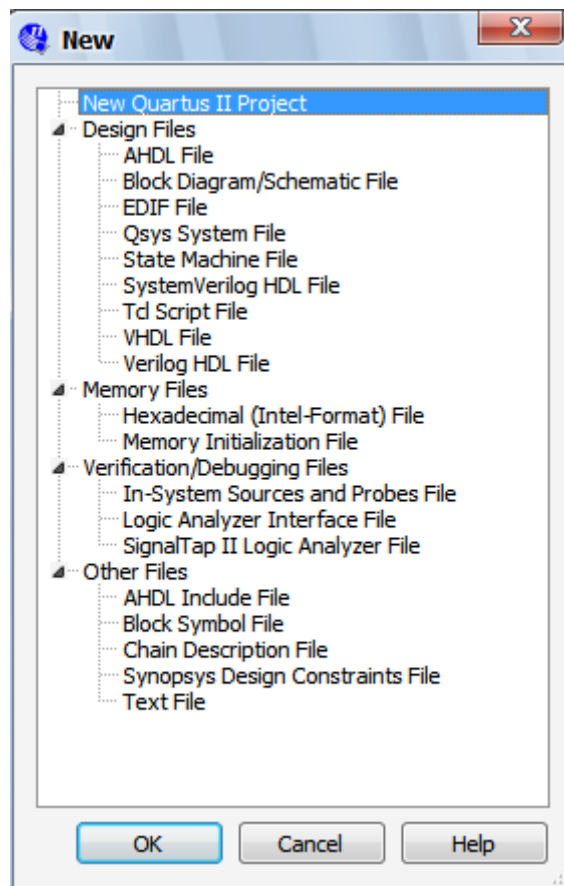 New
New Quartus II Project
Design Files
AHDL File
Block Diagram/Schematic File
EDIF File
Qsys System File
State Machine File
SystemVerilog HDL File
Tcl Script File
VHDL File
Verilog HDL File
Memory Files
Hexadecimal (Intel-Format) File
Memory Initialization File
Verification/Debugging Files
In-System Sources and Probes File
Logic Analyzer Interface File
SignalTap II Logic Analyzer File
Other Files
AHDL Include File
Block Symbol File
Chain Description File
Synopsys Design Constraints File
Text File
OK Cancel Help